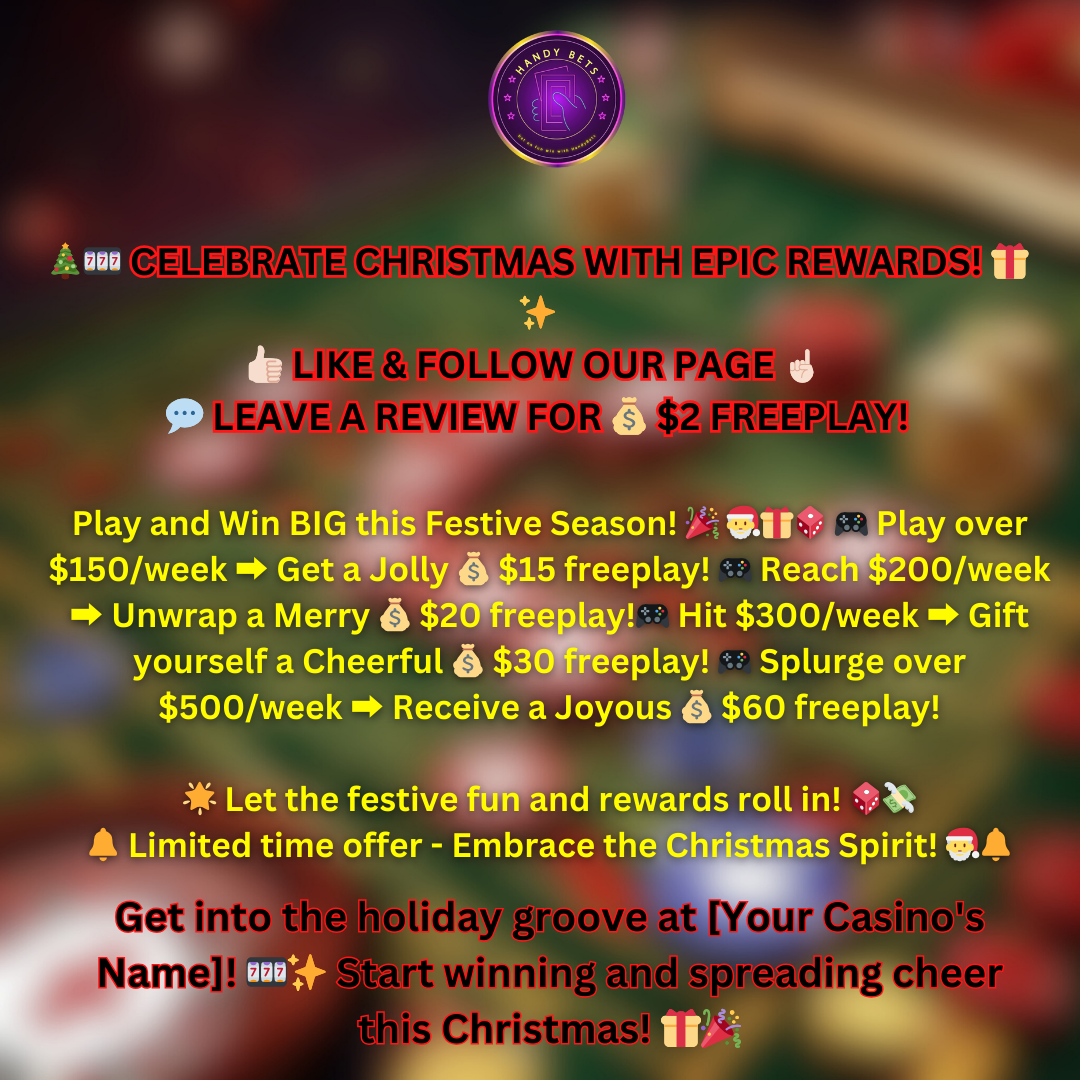 HANDY BETS
🎄🎰 CELEBRATE CHRISTMAS WITH EPIC REWARDS! 🎁
✨
👍🏻 LIKE & FOLLOW OUR PAGE ☝🏻
💬 LEAVE A REVIEW FOR 💰 $2 FREEPLAY!
Play and Win BIG this Festive Season! 🎉🎅🎁🎲 🎮 Play over
$150/week ➡ Get a Jolly 💰 $15 freeplay! 🎮 Reach $200/week
➡ Unwrap a Merry 💰 $20 freeplay!🎮 Hit $300/week ➡ Gift
yourself a Cheerful 💰 $30 freeplay! 🎮 Splurge over
$500/week ➡ Receive a Joyous 💰 $60 freeplay!
🌟 Let the festive fun and rewards roll in! 🎲💸
🔔 Limited time offer - Embrace the Christmas Spirit! 🎅🔔
Get into the holiday groove at [Your Casino's
Name]! 🎰✨ Start winning and spreading cheer
this Christmas! 🎁🎉